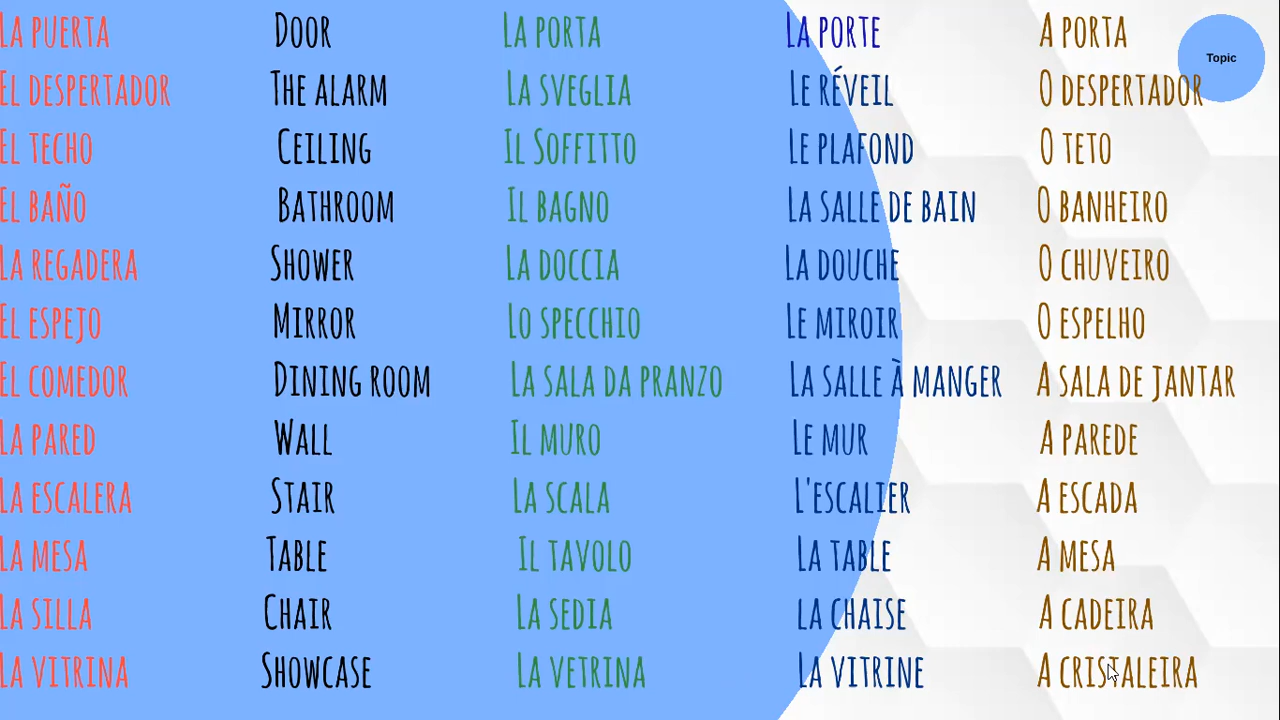 La puerta Door La porta La porte A porta
Topic
El despertador The alarm La sveglia Le réveil O despertador
El techo Ceiling Il Soffitto Le plafond O teto
El baño Bathroom Il bagno La salle de bain O banheiro
La regadera Shower La doccia La douche O chuveiro
El espejo Mirror Lo specchio Le miroir O espelho
El comedor Dining room La sala da pranzo La salle à manger A sala de jantar
La pared Wall Il muro Le mur A parede
La escalera Stair La scala L'escalier A escada
La mesa Table Il tavolo La table A mesa
La silla Chair La sedia la chaise A cadeira
La vitrina Showcase La vetrina La vitrine A cristaleira